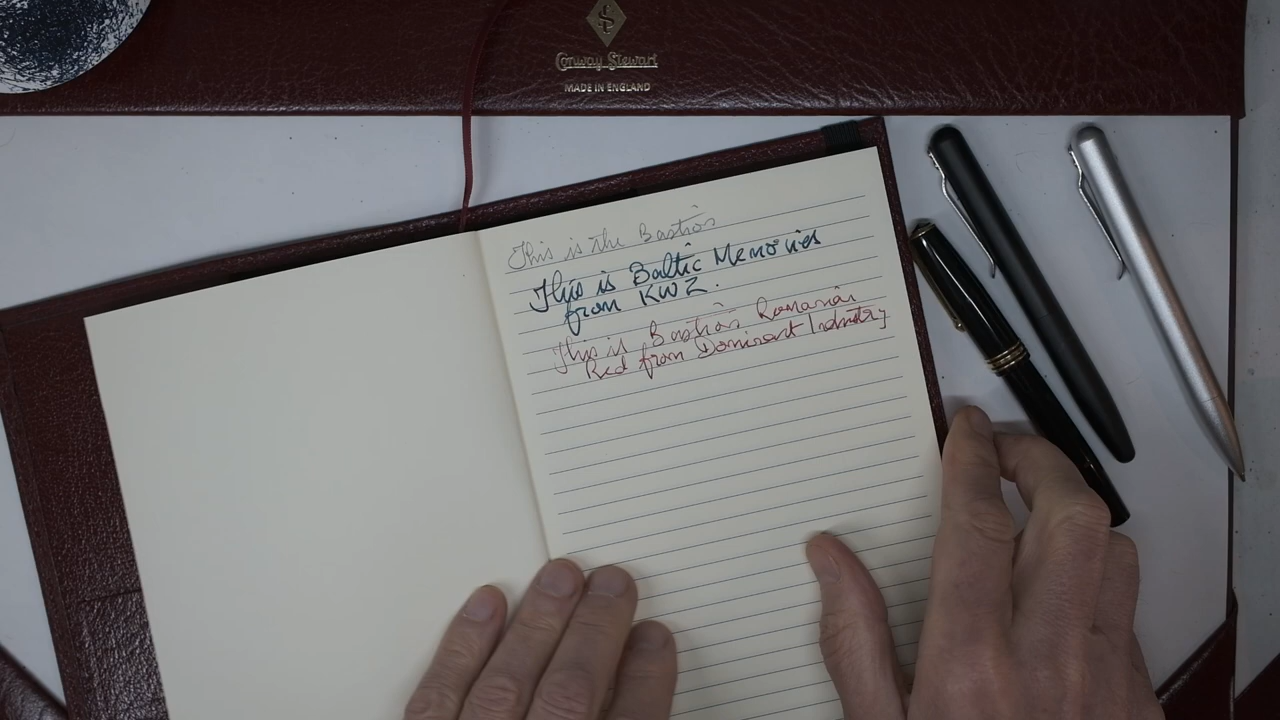 Conway Stewart
MADE IN ENGLAND
This is the Bastion
This is Baltic Memories
from KWZ.
This is Bastion Romanian
Red from Dominant Industry